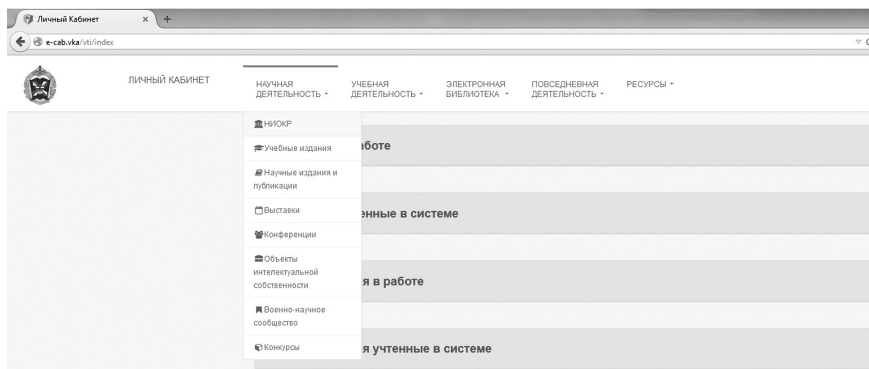 Личный Кабинет
e-cab.vka/vti/index
ЛИЧНЫЙ КАБИНЕТ
НАУЧНАЯ
ДЕЯТЕЛЬНОСТЬ
УЧЕБНАЯ
ДЕЯТЕЛЬНОСТЬ
ЭЛЕКТРОННАЯ
БИБЛИОТЕКА
ПОВСЕДНЕВНАЯ
ДЕЯТЕЛЬНОСТЬ
РЕСУРСЫ
НИОКР
Учебные издания
Научные издания и
публикации
Выставки
Конференции
Объекты
интелектуальной
собственности
Военно-научное
сообщество
Конкурсы
аботе
енные в системе
я в работе
я учтенные в системе